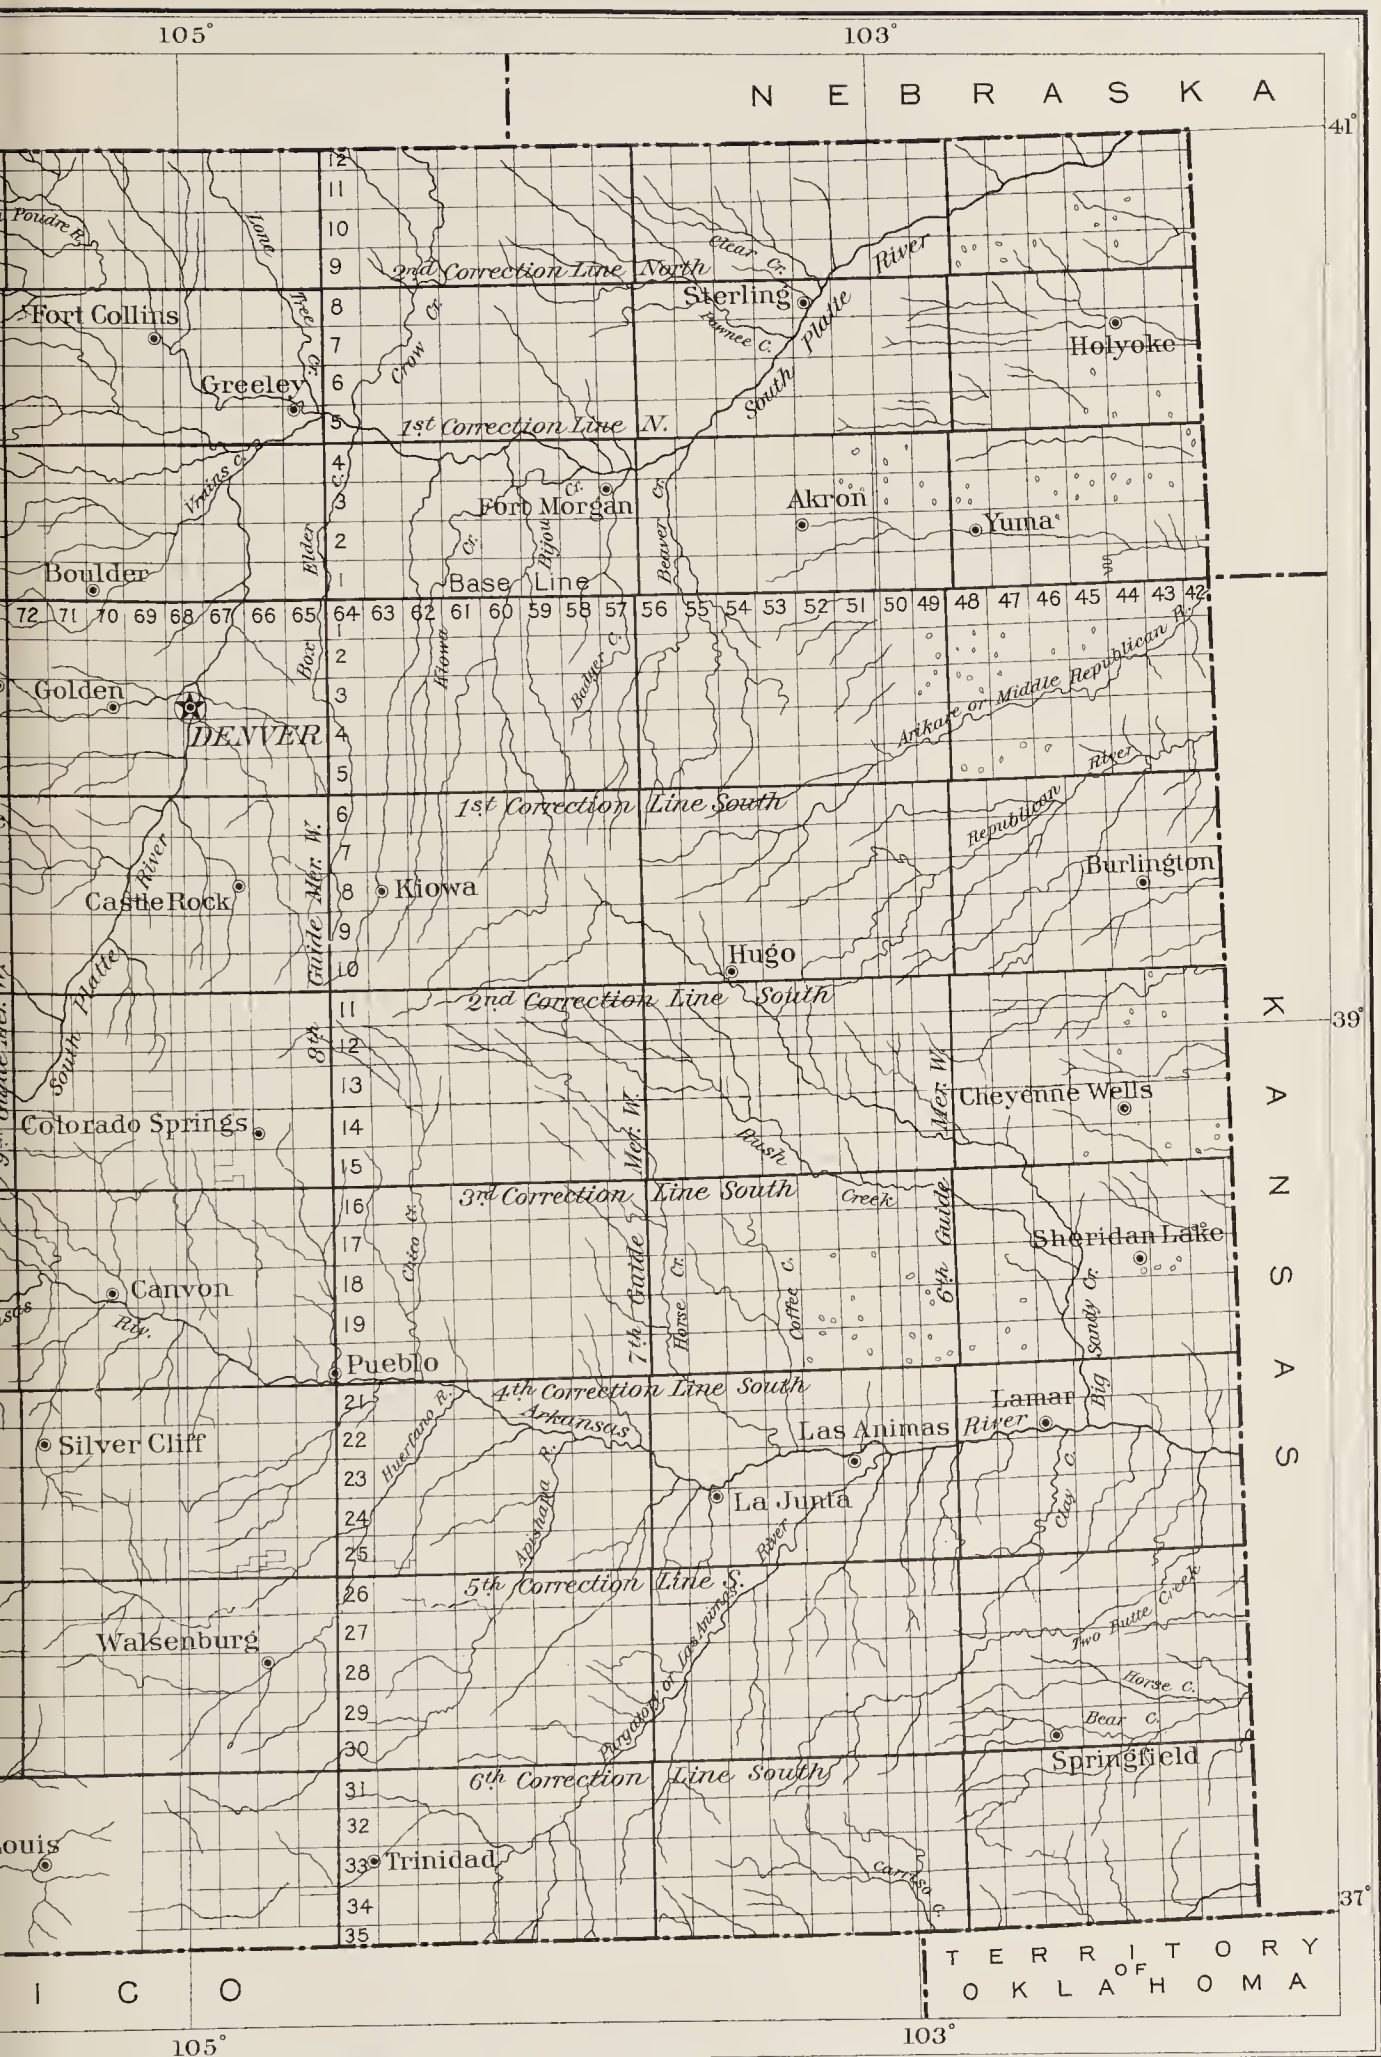 105°
103°
NEBRASKA
41°
12
11
10
9
8
7
6
5
4
3
2
1
Poudre R.
Lone
Tree
Cr.
Clear Cr.
River
2nd Correction Line North
Sterling
Platte
South
Pawnee C.
Fort Collins
Crow
Cr.
Holyoke
Greeley
1st Correction Line N.
Vrains C.
C.
Cr.
Fort Morgan
Cr.
Akron
Yuma
Elder
Cr.
Bijou
Beaver
Boulder
Base Line
72 71 70 69 68 67 66 65 64 63 62 61 60 59 58 57 56 55 54 53 52 51 50 49 48 47 46 45 44 43 42
1
2
3
4
5
6
7
8
9
10
11
12
13
14
15
16
17
18
19
21
22
23
24
25
26
27
28
29
30
31
32
33
34
35
Box
Kiowa
Badger C.
Arikare or Middle Republican R.
Golden
DENVER
River
1st Correction Line South
Republican
Burlington
River
Castle Rock
Kiowa
Hugo
South Platte
8th Guide Mer. W.
2nd Correction Line South
39°
KANSAS
Cheyenne Wells
Colorado Springs
7th Guide Mer. W.
6th Guide Mer. W.
Rush
Creek
3rd Correction Line South
Chico Cr.
Horse Cr.
Coffee C.
Sheridan Lake
Big Sandy Cr.
Canyon
Riv.
Pueblo
4th Correction Line South
Arkansas
Huerfano R.
Lamar
Las Animas
River
Silver Cliff
La Junta
Apishapa R.
Clay C.
River
5th Correction Line S.
Purgatory or Las Animas
Walsenburg
Two Butte Creek
Horse C.
Bear C.
Springfield
6th Correction Line South
ouis
Trinidad
Carriso C.
37°
TERRITORY
OF
OKLAHOMA
ICO
105°
103°